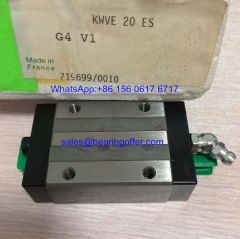 KWVE 20 ES
G4 V1
Made in
France
719699/0010
WhatsApp:+86 156 0617 6717
sales@bearingoffer.com